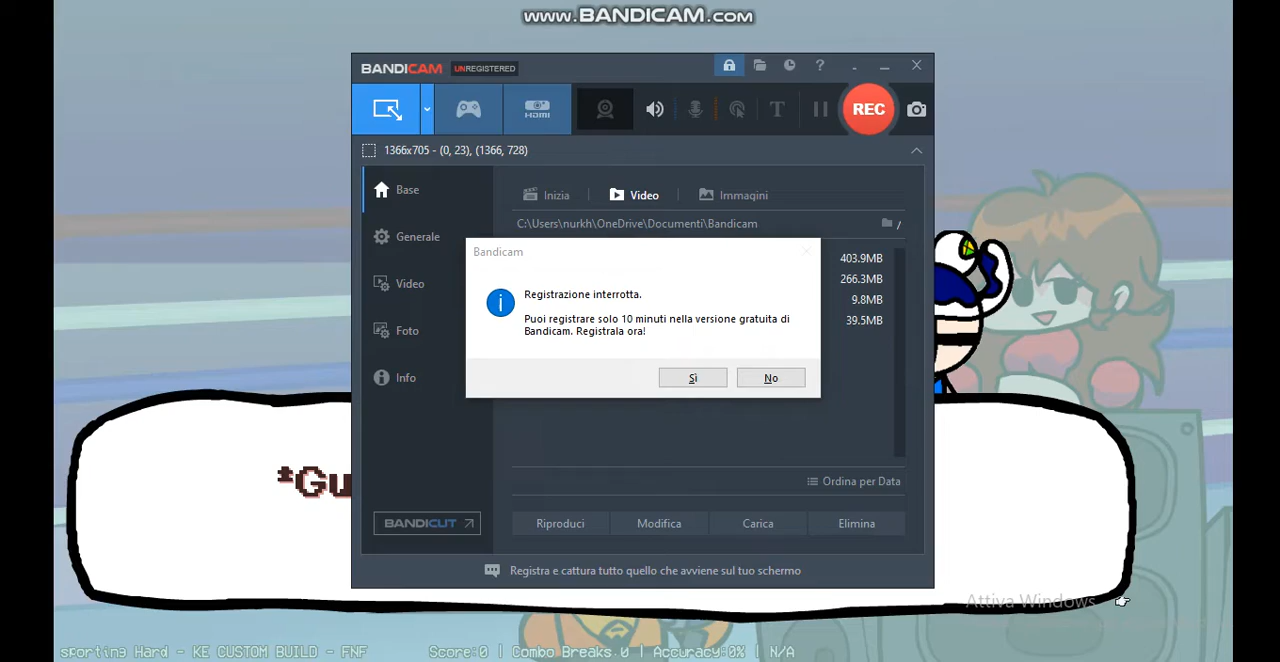 WWW.BANDICAM.COM
BANDICAM UNREGISTERED ?
HDMI T REC
1366x705 - (0, 23), (1366, 728)
Base
Generale
Video
Foto
Info
Inizia Video Immagini
C:\Users\nurkh\OneDrive\Documenti\Bandicam
403.9MB
266.3MB
9.8MB
39.5MB
Bandicam
Registrazione interrotta.
Puoi registrare solo 10 minuti nella versione gratuita di
Bandicam. Registrala ora!
Sì No
*Gu
Ordina per Data
BANDICUT
Riproduci Modifica Carica Elimina
Registra e cattura tutto quello che avviene sul tuo schermo
Attiva Windows
sporting Hard - KE CUSTOM BUILD - FNF Score:0 | Combo Breaks:0 | Accuracy:0% | N/A